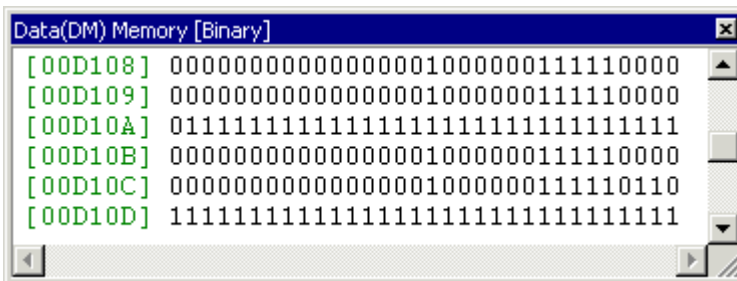 Data(DM) Memory [Binary]
[00D108] 00000000000000001000000111110000
[00D109] 00000000000000001000000111110000
[00D10A] 01111111111111111111111111111111
[00D10B] 00000000000000001000000111110000
[00D10C] 00000000000000001000000111110110
[00D10D] 11111111111111111111111111111111